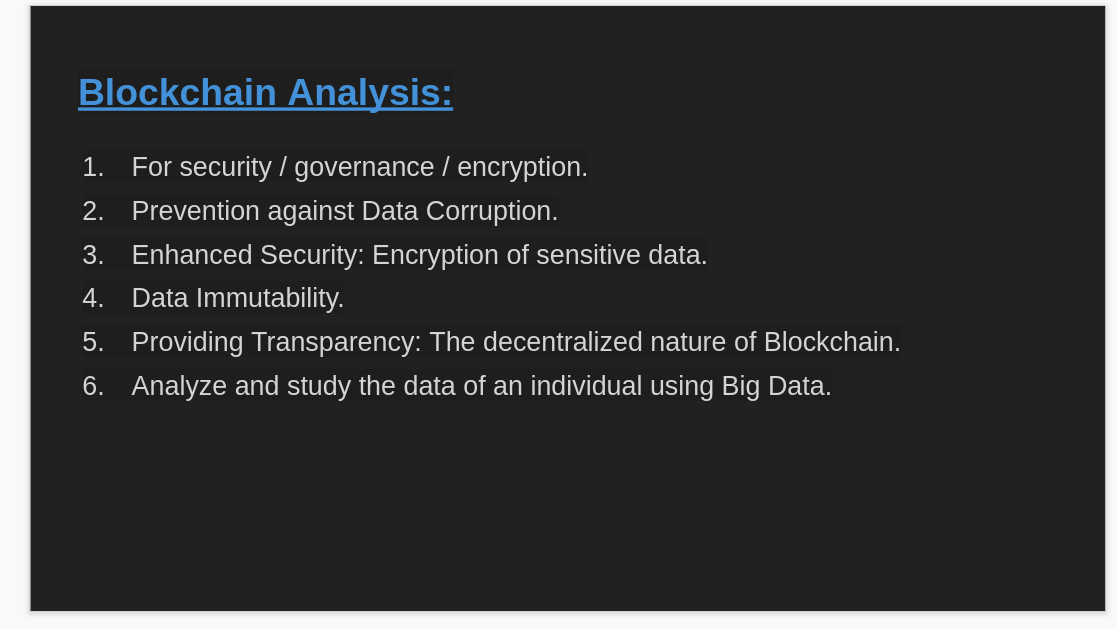 Blockchain Analysis:
1. For security / governance / encryption.
2. Prevention against Data Corruption.
3. Enhanced Security: Encryption of sensitive data.
4. Data Immutability.
5. Providing Transparency: The decentralized nature of Blockchain.
6. Analyze and study the data of an individual using Big Data.